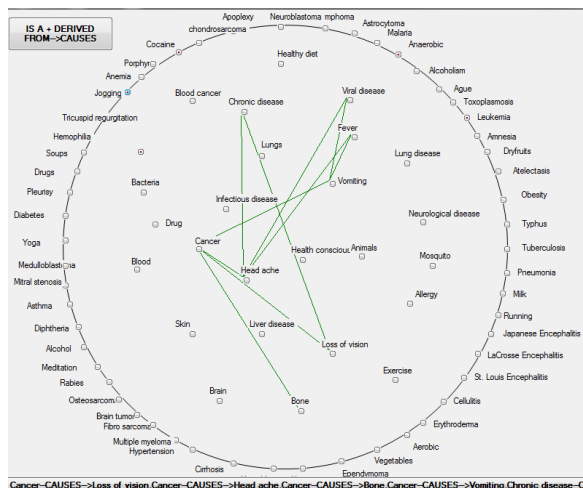 IS A + DERIVED
FROM-->CAUSES
Apoplexy
Neuroblastoma
mphoma
Astrocytoma
Malaria
Anaerobic
Alcoholism
Ague
Toxoplasmosis
Leukemia
Amnesia
Dryfruits
Atelectasis
Obesity
Typhus
Tuberculosis
Pneumonia
Milk
Running
Japanese Encephalitis
LaCrosse Encephalitis
St. Louis Encephalitis
Cellulitis
Erythroderma
Aerobic
Vegetables
Ependymoma
Cirrhosis
Hypertension
Multiple myeloma
Fibro sarcoma
Brain tumor
Osteosarcoma
Rabies
Meditation
Alcohol
Diphtheria
Asthma
Mitral stenosis
Medulloblastoma
Yoga
Diabetes
Pleurisy
Drugs
Soups
Hemophilia
Tricuspid regurgitation
Jogging
Anemia
Porphyri
Cocaine
chondrosarcoma
Healthy diet
Blood cancer
Chronic disease
Viral disease
Fever
Lungs
Lung disease
Vomiting
Bacteria
Infectious disease
Drug
Neurological disease
Cancer
Health conscious
Animals
Blood
Head ache
Mosquito
Allergy
Skin
Liver disease
Loss of vision
Exercise
Brain
Bone
Cancer--CAUSES-->Loss of vision,Cancer--CAUSES-->Head ache,Cancer--CAUSES-->Bone,Cancer--CAUSES-->Vomiting,Chronic disease--C